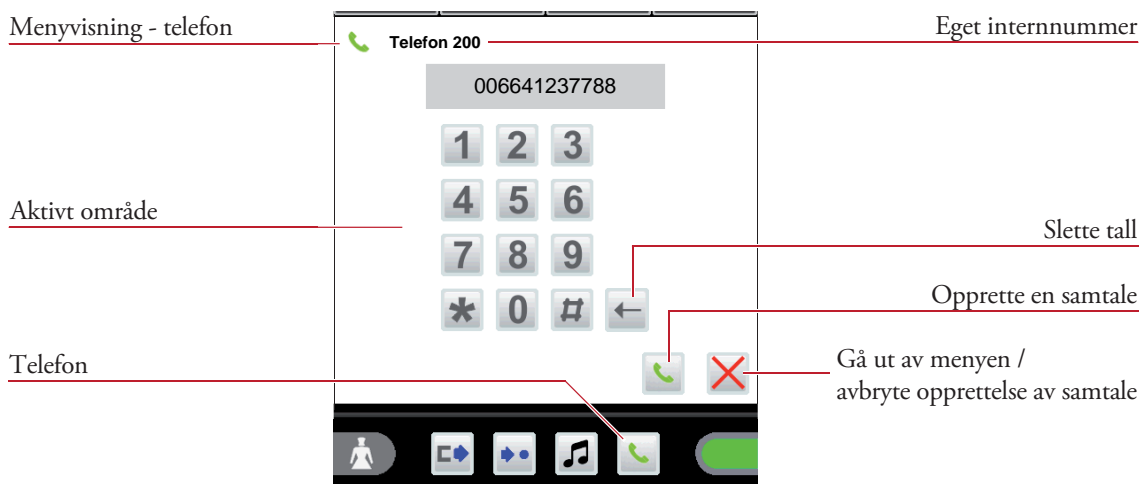 Menyvisning - telefon
Telefon 200
Eget internnummer
006641237788
1 2 3
4 5 6
Aktivt område
7 8 9
Slette tall
* 0 #
Opprette en samtale
Telefon
Gå ut av menyen /
avbryte opprettelse av samtale